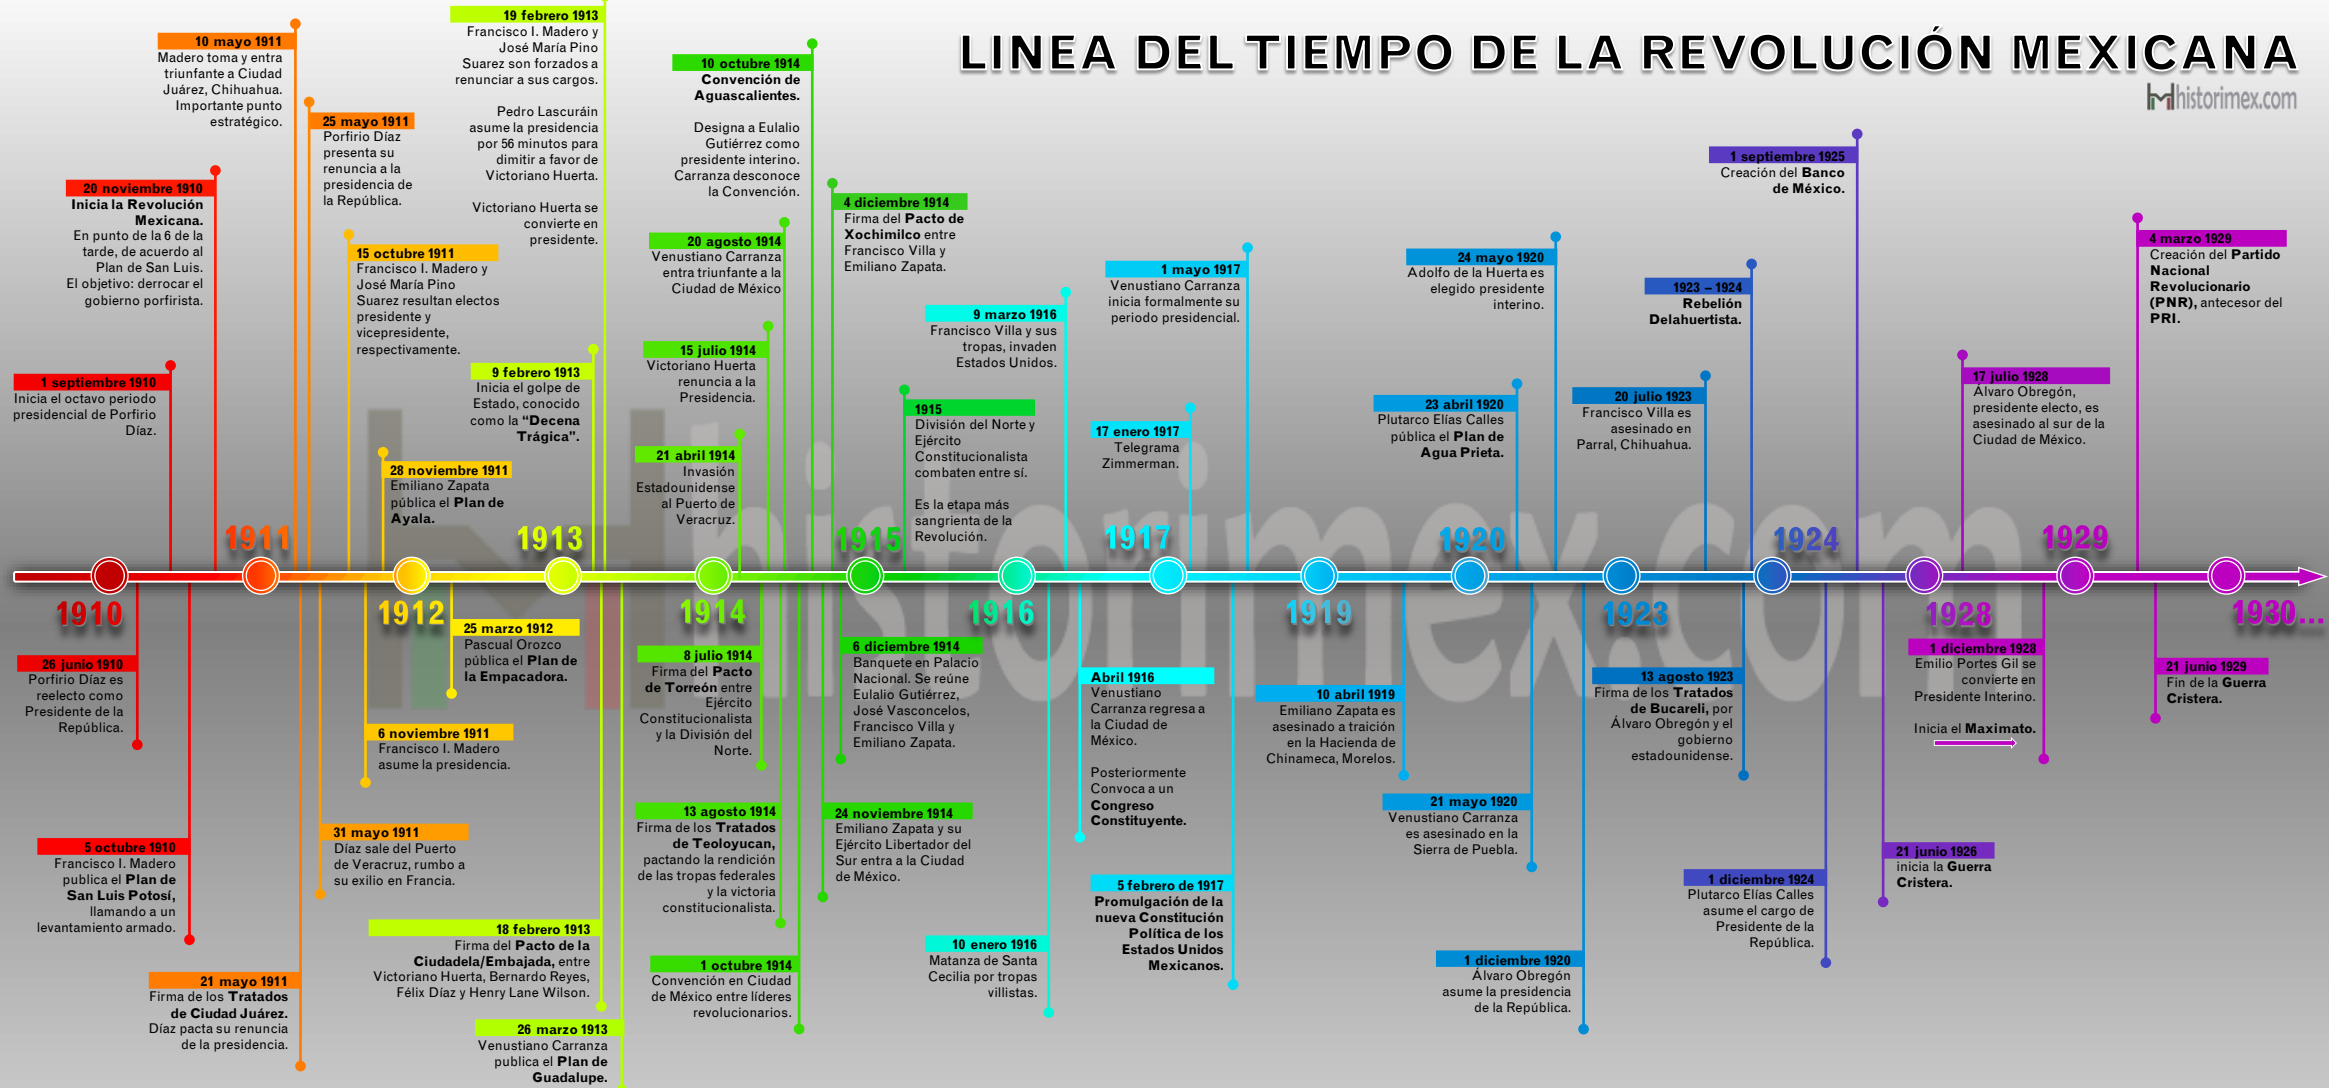 LINEA DEL TIEMPO DE LA REVOLUCIÓN MEXICANA
historimex.com
1910
26 junio 1910
Porfirio Díaz es
reelecto como
Presidente de la
República.
1 septiembre 1910
Inicia el octavo periodo
presidencial de Porfirio
Díaz.
5 octubre 1910
Francisco I. Madero
publica el Plan de
San Luis Potosí,
llamando a un
levantamiento armado.
20 noviembre 1910
Inicia la Revolución
Mexicana.
En punto de la 6 de la
tarde, de acuerdo al
Plan de San Luis.
El objetivo: derrocar el
gobierno porfirista.
1911
10 mayo 1911
Madero toma y entra
triunfante a Ciudad
Juárez, Chihuahua.
Importante punto
estratégico.
21 mayo 1911
Firma de los Tratados
de Ciudad Juárez.
Díaz pacta su renuncia
de la presidencia.
25 mayo 1911
Porfirio Díaz
presenta su
renuncia a la
presidencia de
la República.
31 mayo 1911
Díaz sale del Puerto
de Veracruz, rumbo a
su exilio en Francia.
15 octubre 1911
Francisco I. Madero y
José María Pino
Suarez resultan electos
presidente y
vicepresidente,
respectivamente.
6 noviembre 1911
Francisco I. Madero
asume la presidencia.
28 noviembre 1911
Emiliano Zapata
pública el Plan de
Ayala.
1912
25 marzo 1912
Pascual Orozco
pública el Plan de
la Empacadora.
1913
9 febrero 1913
Inicia el golpe de
Estado, conocido
como la “Decena
Trágica”.
18 febrero 1913
Firma del Pacto de la
Ciudadela/Embajada, entre
Victoriano Huerta, Bernardo Reyes,
Félix Díaz y Henry Lane Wilson.
19 febrero 1913
Francisco I. Madero y
José María Pino
Suarez son forzados a
renunciar a sus cargos.
Pedro Lascuráin
asume la presidencia
por 56 minutos para
dimitir a favor de
Victoriano Huerta.
Victoriano Huerta se
convierte en
presidente.
26 marzo 1913
Venustiano Carranza
publica el Plan de
Guadalupe.
1914
21 abril 1914
Invasión
Estadounidense
al Puerto de
Veracruz.
8 julio 1914
Firma del Pacto
de Torreón entre
Ejército
Constitucionalista
y la División del
Norte.
15 julio 1914
Victoriano Huerta
renuncia a la
Presidencia.
13 agosto 1914
Firma de los Tratados
de Teoloyucan,
pactando la rendición
de las tropas federales
y la victoria
constitucionalista.
20 agosto 1914
Venustiano Carranza
entra triunfante a la
Ciudad de México
1 octubre 1914
Convención en Ciudad
de México entre líderes
revolucionarios.
10 octubre 1914
Convención de
Aguascalientes.
Designa a Eulalio
Gutiérrez como
presidente interino.
Carranza desconoce
la Convención.
24 noviembre 1914
Emiliano Zapata y su
Ejército Libertador del
Sur entra a la Ciudad
de México.
4 diciembre 1914
Firma del Pacto de
Xochimilco entre
Francisco Villa y
Emiliano Zapata.
6 diciembre 1914
Banquete en Palacio
Nacional. Se reúne
Eulalio Gutiérrez,
José Vasconcelos,
Francisco Villa y
Emiliano Zapata.
1915
1915
División del Norte y
Ejército
Constitucionalista
combaten entre sí.
Es la etapa más
sangrienta de la
Revolución.
1916
10 enero 1916
Matanza de Santa
Cecilia por tropas
villistas.
9 marzo 1916
Francisco Villa y sus
tropas, invaden
Estados Unidos.
Abril 1916
Venustiano
Carranza regresa a
la Ciudad de
México.
Posteriormente
Convoca a un
Congreso
Constituyente.
1917
17 enero 1917
Telegrama
Zimmerman.
5 febrero de 1917
Promulgación de la
nueva Constitución
Política de los
Estados Unidos
Mexicanos.
1 mayo 1917
Venustiano Carranza
inicia formalmente su
periodo presidencial.
1919
10 abril 1919
Emiliano Zapata es
asesinado a traición
en la Hacienda de
Chinameca, Morelos.
1920
23 abril 1920
Plutarco Elías Calles
pública el Plan de
Agua Prieta.
21 mayo 1920
Venustiano Carranza
es asesinado en la
Sierra de Puebla.
24 mayo 1920
Adolfo de la Huerta es
elegido presidente
interino.
1 diciembre 1920
Álvaro Obregón
asume la presidencia
de la República.
1923
20 julio 1923
Francisco Villa es
asesinado en
Parral, Chihuahua.
13 agosto 1923
Firma de los Tratados
de Bucareli, por
Álvaro Obregón y el
gobierno
estadounidense.
1923 – 1924
Rebelión
Delahuertista.
1924
1 diciembre 1924
Plutarco Elías Calles
asume el cargo de
Presidente de la
República.
1 septiembre 1925
Creación del Banco
de México.
21 junio 1926
inicia la Guerra
Cristera.
1928
17 julio 1928
Álvaro Obregón,
presidente electo, es
asesinado al sur de la
Ciudad de México.
1 diciembre 1928
Emilio Portes Gil se
convierte en
Presidente Interino.
Inicia el Maximato.
1929
4 marzo 1929
Creación del Partido
Nacional
Revolucionario
(PNR), antecesor del
PRI.
21 junio 1929
Fin de la Guerra
Cristera.
1930...
historimex.com